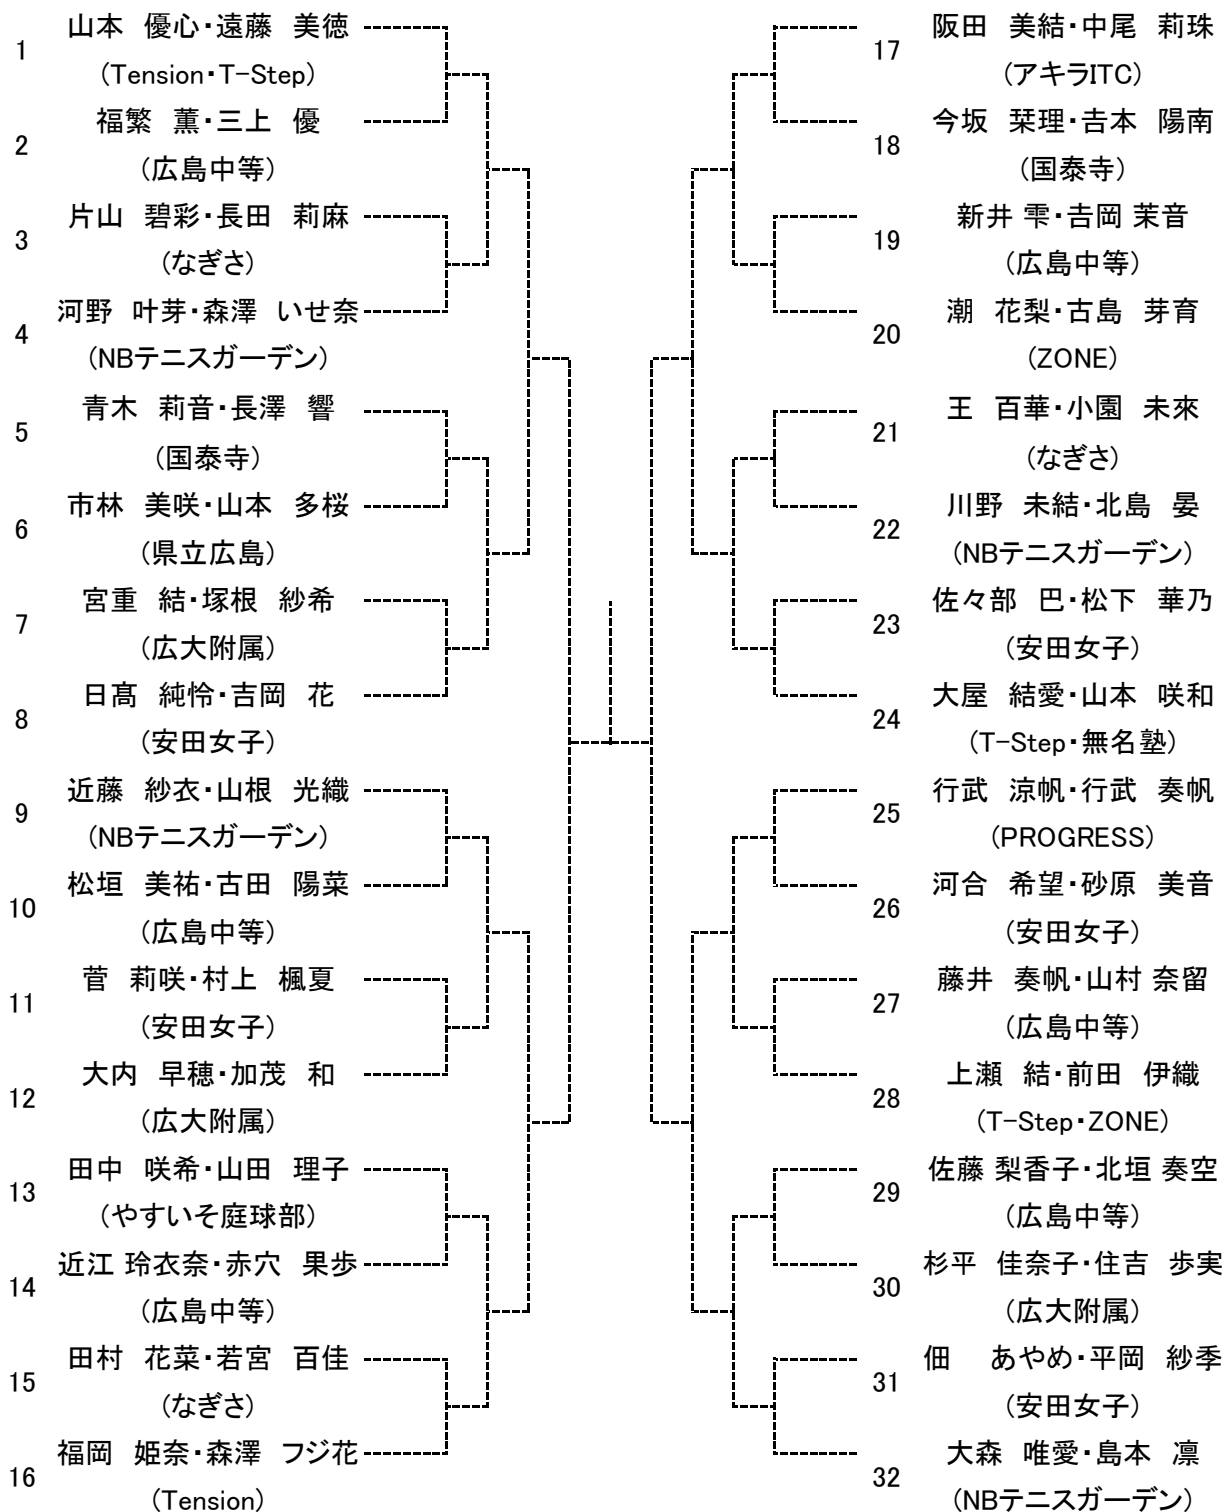 1 山本 優心・遠藤 美徳
(Tension・T-Step)
2 福繁 薫・三上 優
(広島中等)
3 片山 碧彩・長田 莉麻
(なぎさ)
4 河野 叶芽・森澤 いせ奈
(NBテニスガーデン)
5 青木 莉音・長澤 響
(国泰寺)
6 市林 美咲・山本 多桜
(県立広島)
7 宮重 結・塚根 紗希
(広大附属)
8 日髙 純怜・吉岡 花
(安田女子)
9 近藤 紗衣・山根 光織
(NBテニスガーデン)
10 松垣 美祐・古田 陽菜
(広島中等)
11 菅 莉咲・村上 楓夏
(安田女子)
12 大内 早穂・加茂 和
(広大附属)
13 田中 咲希・山田 理子
(やすいそ庭球部)
14 近江 玲衣奈・赤穴 果歩
(広島中等)
15 田村 花菜・若宮 百佳
(なぎさ)
16 福岡 姫奈・森澤 フジ花
(Tension)
17 阪田 美結・中尾 莉珠
(アキラITC)
18 今坂 栞理・𠮷本 陽南
(国泰寺)
19 新井 雫・𠮷岡 茉音
(広島中等)
20 潮 花梨・古島 芽育
(ZONE)
21 王 百華・小園 未來
(なぎさ)
22 川野 未結・北島 晏
(NBテニスガーデン)
23 佐々部 巴・松下 華乃
(安田女子)
24 大屋 結愛・山本 咲和
(T-Step・無名塾)
25 行武 涼帆・行武 奏帆
(PROGRESS)
26 河合 希望・砂原 美音
(安田女子)
27 藤井 奏帆・山村 奈留
(広島中等)
28 上瀬 結・前田 伊織
(T-Step・ZONE)
29 佐藤 梨香子・北垣 奏空
(広島中等)
30 杉平 佳奈子・住吉 歩実
(広大附属)
31 佃 あやめ・平岡 紗季
(安田女子)
32 大森 唯愛・島本 凛
(NBテニスガーデン)